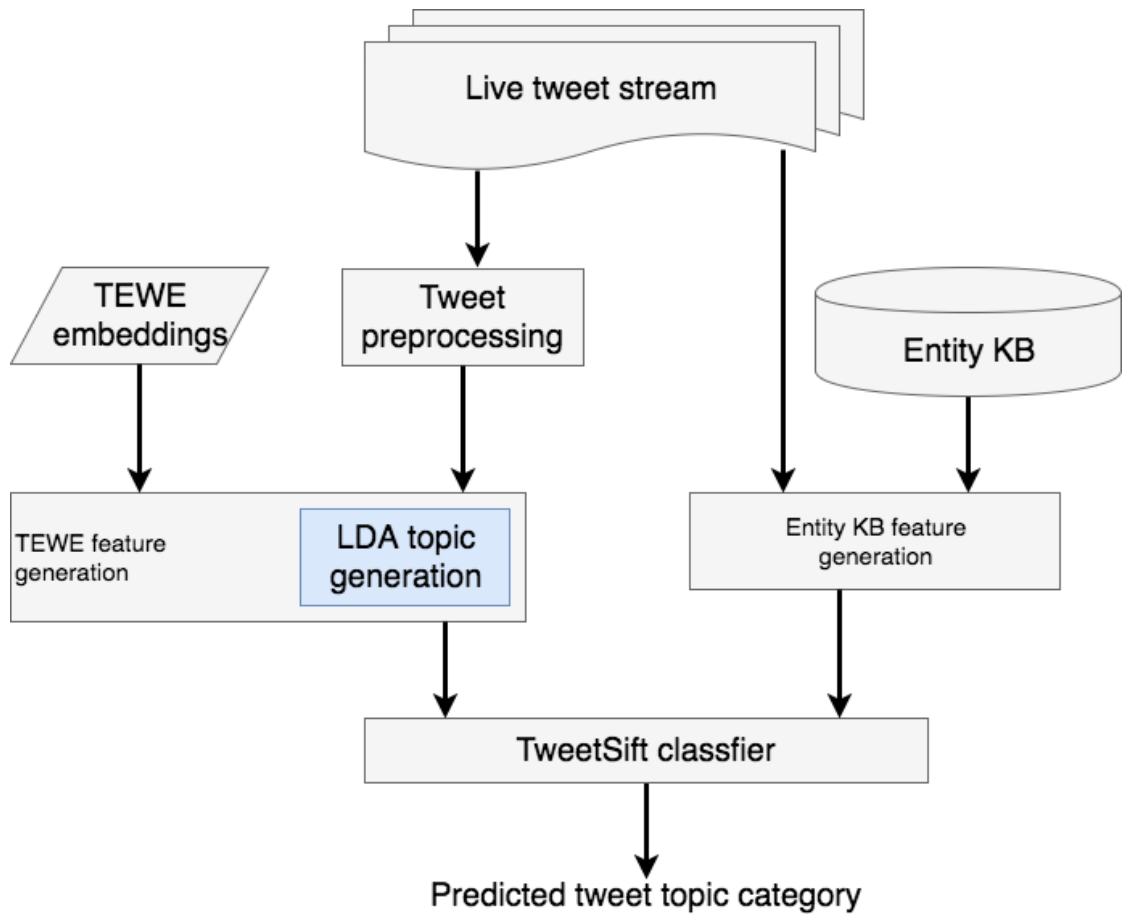 Live tweet stream
TEWE
embeddings
Tweet
preprocessing
Entity KB
TEWE feature
generation
LDA topic
generation
Entity KB feature
generation
TweetSift classfier
Predicted tweet topic category